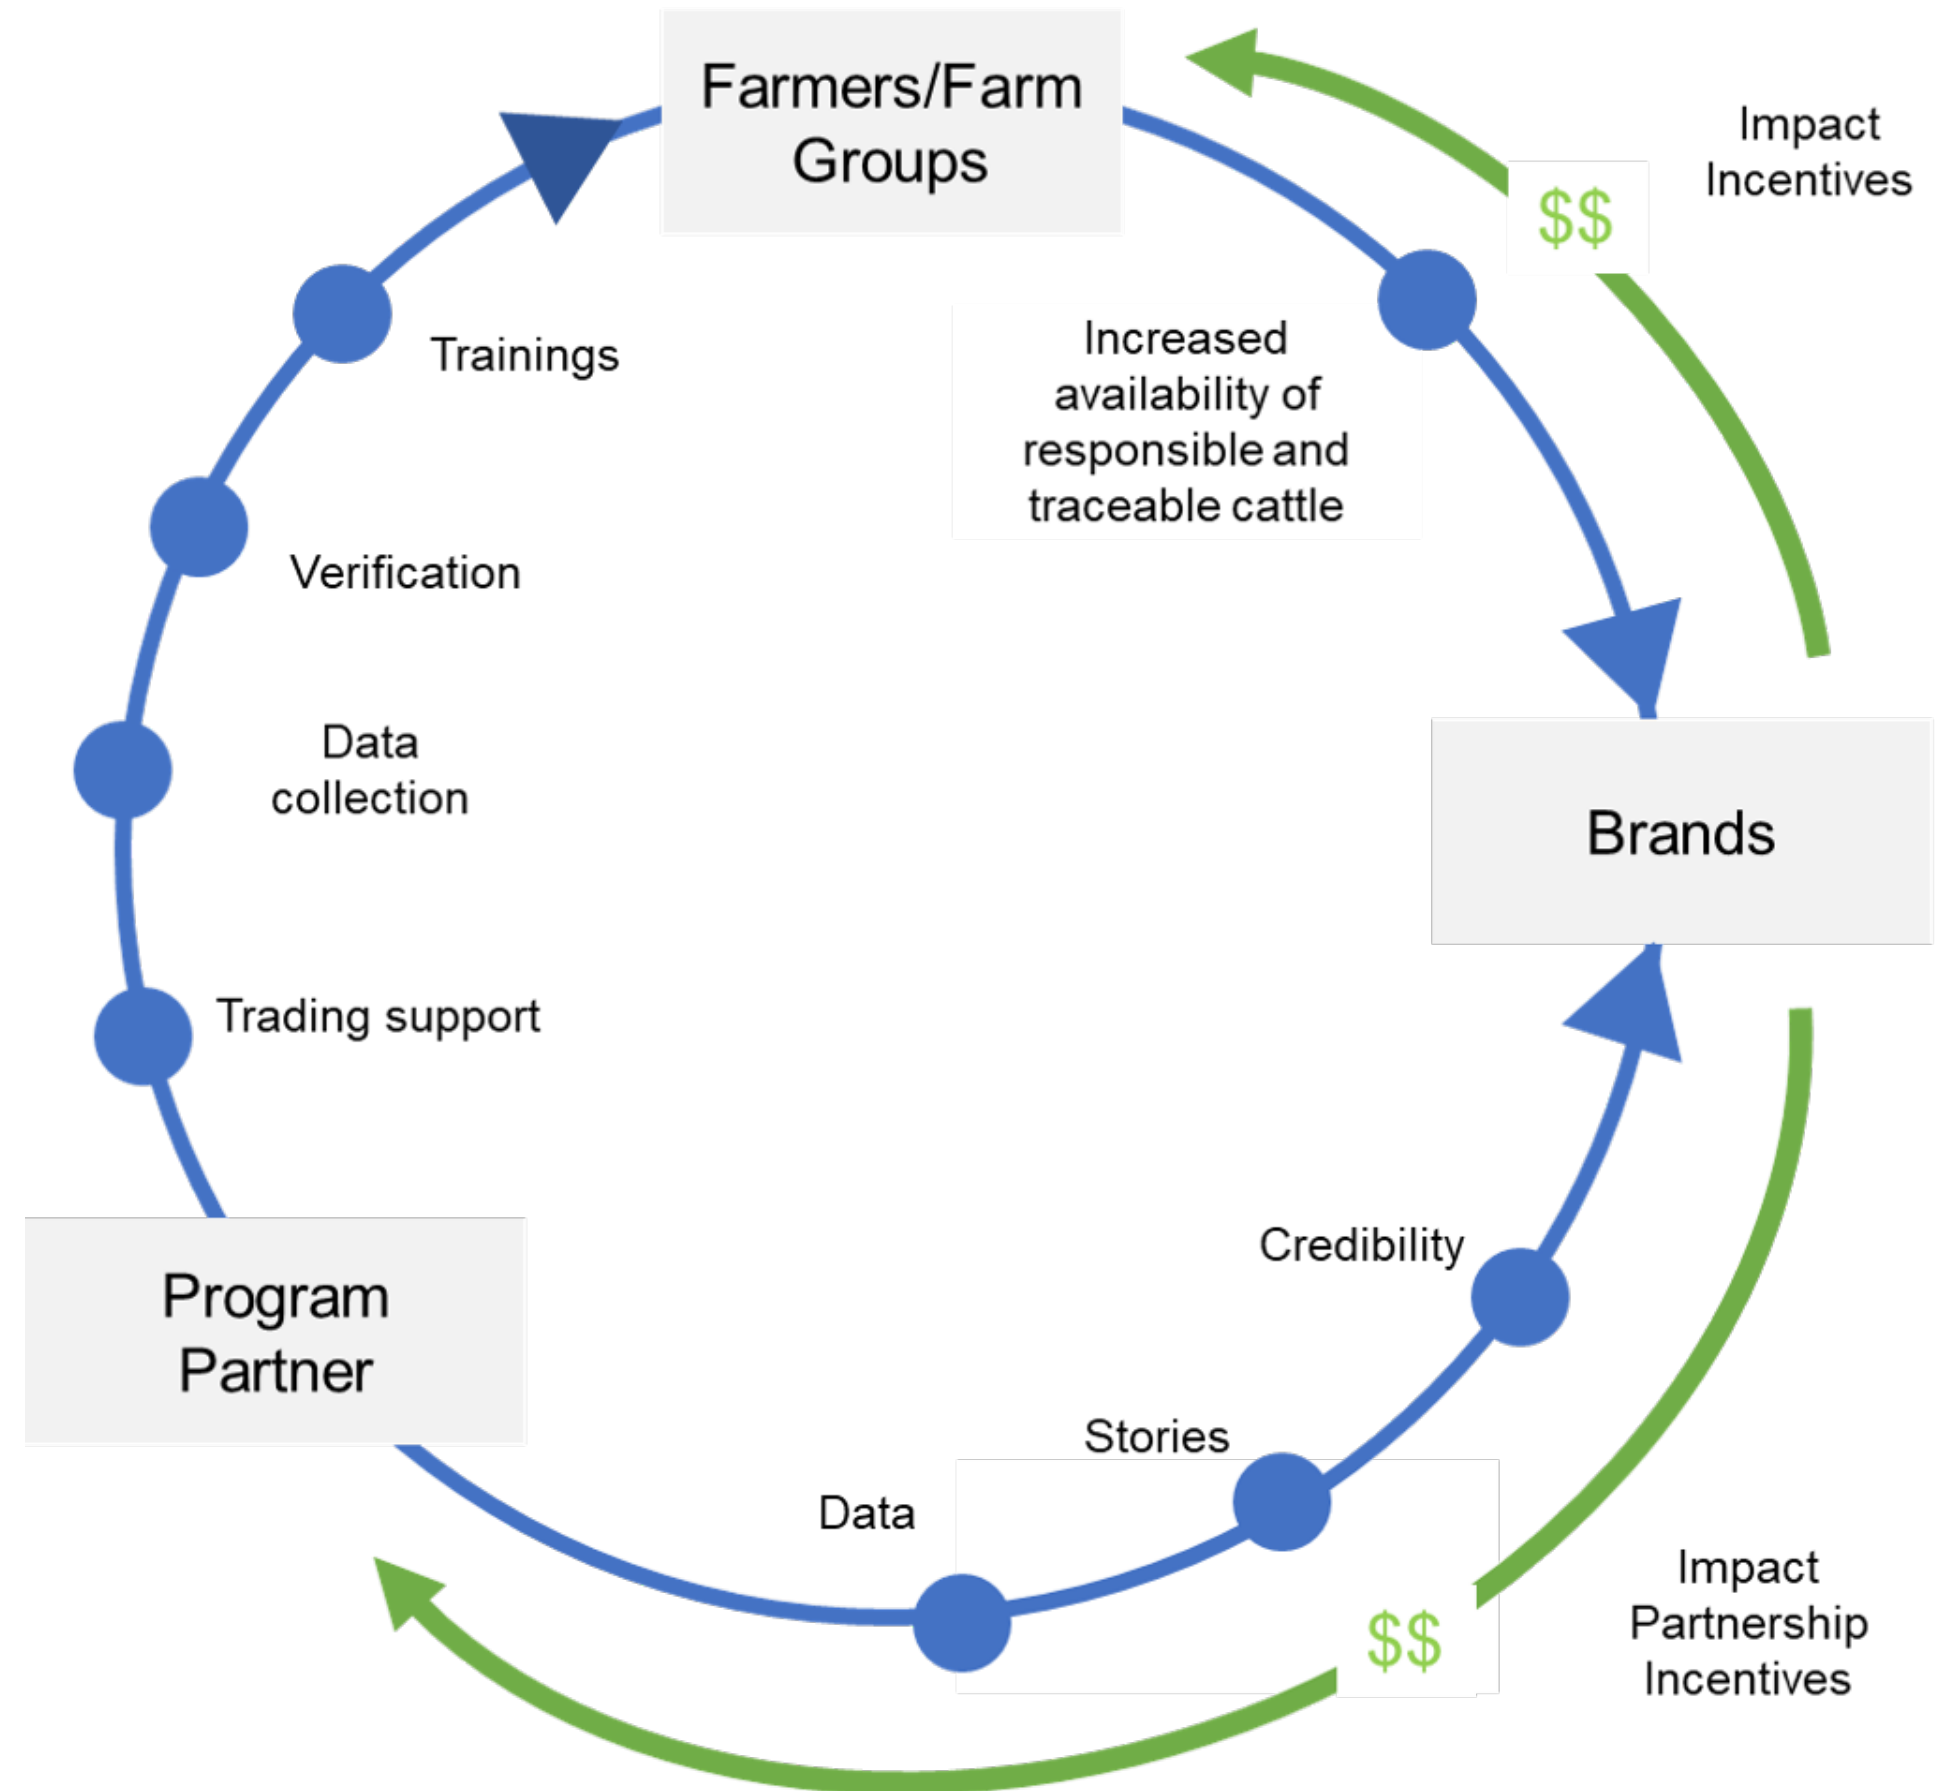 Farmers/Farm
Groups
Impact
Incentives
$$
Increased
availability of
responsible and
traceable cattle
Trainings
Verification
Data
collection
Brands
Trading support
Credibility
Program
Partner
Stories
Data
$$
Impact
Partnership
Incentives